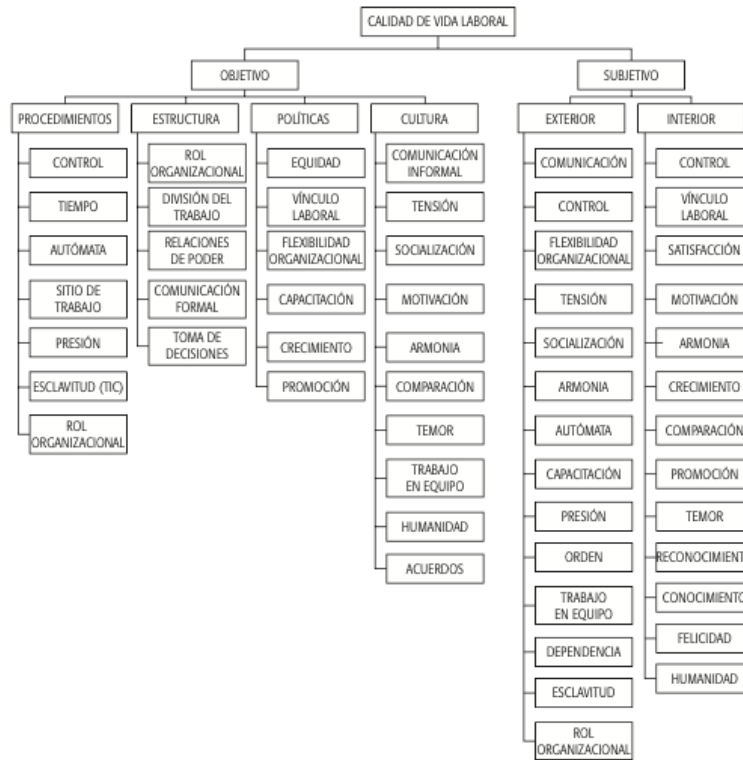 CALIDAD DE VIDA LABORAL
OBJETIVO
SUBJETIVO
PROCEDIMIENTOS
ESTRUCTURA
POLÍTICAS
CULTURA
EXTERIOR
INTERIOR
CONTROL
TIEMPO
AUTÓMATA
SITIO DE
TRABAJO
PRESIÓN
ESCLAVITUD (TIC)
ROL
ORGANIZACIONAL
ROL
ORGANIZACIONAL
DIVISIÓN DEL
TRABAJO
RELACIONES
DE PODER
COMUNICACIÓN
FORMAL
TOMA DE
DECISIONES
EQUIDAD
VÍNCULO
LABORAL
FLEXIBILIDAD
ORGANIZACIONAL
CAPACITACIÓN
CRECIMIENTO
PROMOCIÓN
COMUNICACIÓN
INFORMAL
TENSIÓN
SOCIALIZACIÓN
MOTIVACIÓN
ARMONIA
COMPARACIÓN
TEMOR
TRABAJO
EN EQUIPO
HUMANIDAD
ACUERDOS
COMUNICACIÓN
CONTROL
FLEXIBILIDAD
ORGANIZACIONAL
TENSIÓN
SOCIALIZACIÓN
ARMONIA
AUTÓMATA
CAPACITACIÓN
PRESIÓN
ORDEN
TRABAJO
EN EQUIPO
DEPENDENCIA
ESCLAVITUD
ROL
ORGANIZACIONAL
CONTROL
VÍNCULO
LABORAL
SATISFACCIÓN
MOTIVACIÓN
ARMONIA
CRECIMIENTO
COMPARACIÓN
PROMOCIÓN
TEMOR
RECONOCIMIENT
CONOCIMIENTO
FELICIDAD
HUMANIDAD